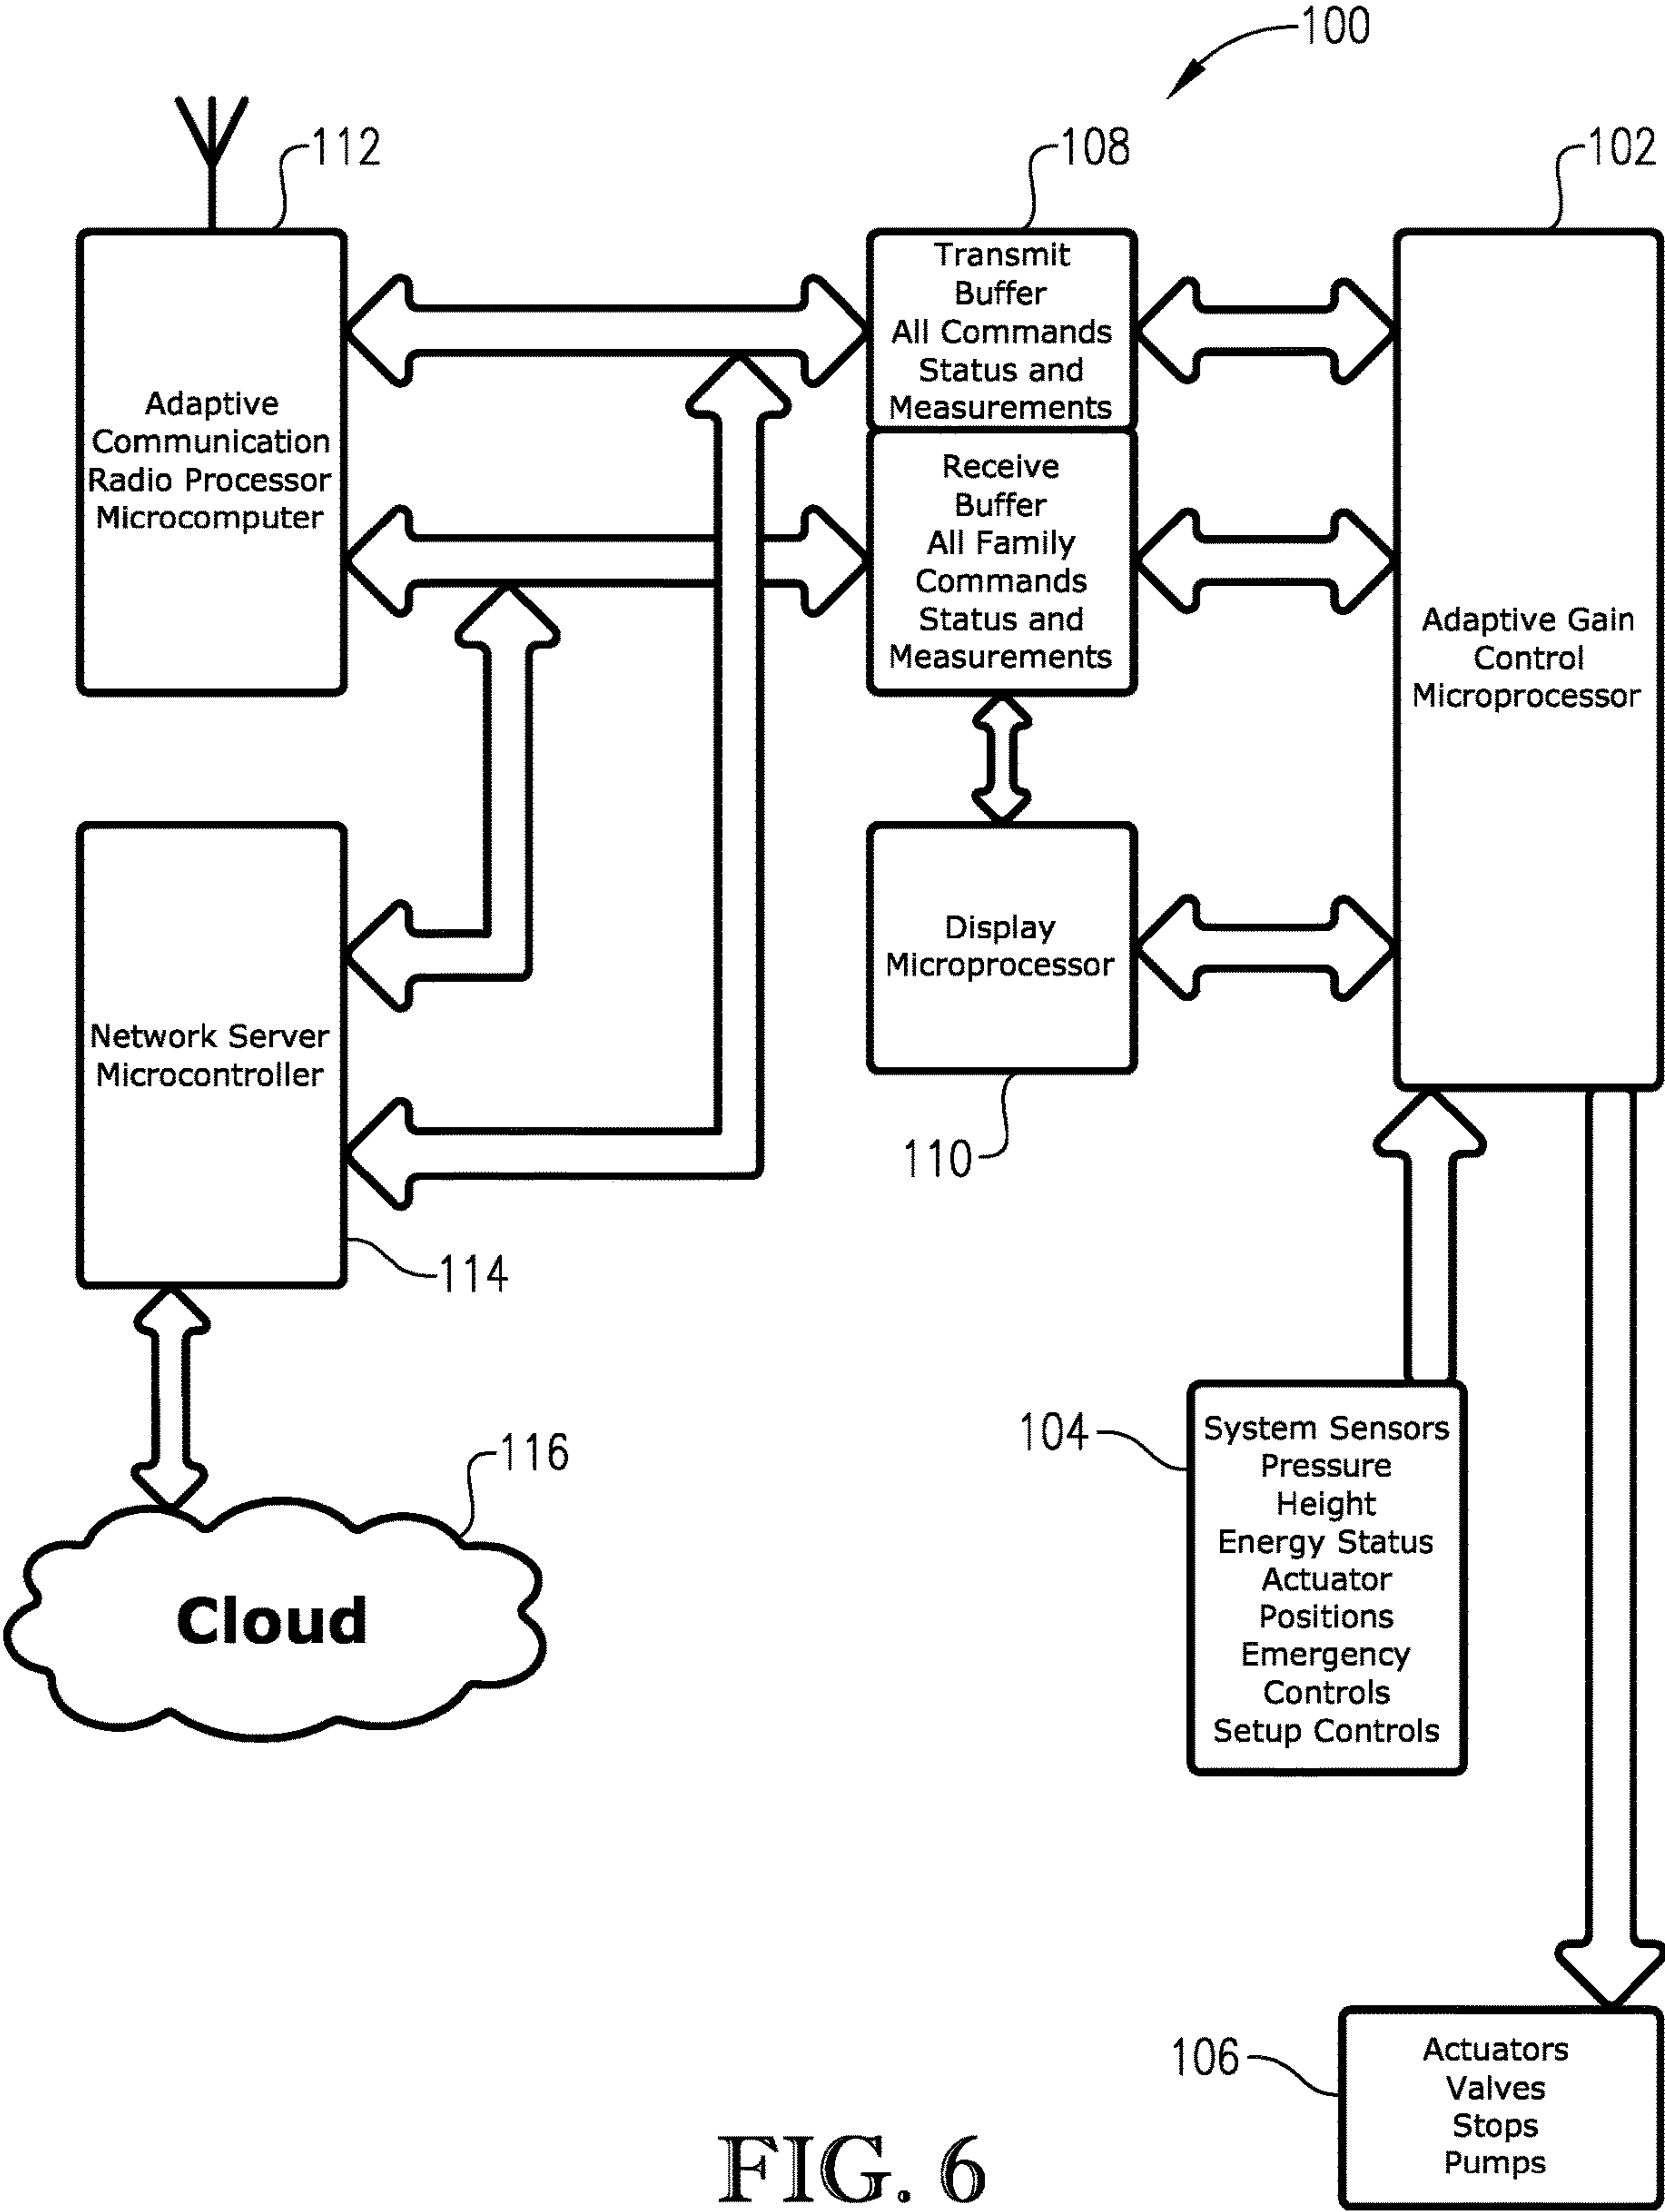 100
112
108
102
Transmit
Buffer
All Commands
Status and
Measurements
Adaptive
Communication
Radio Processor
Microcomputer
Receive
Buffer
All Family
Commands
Status and
Measurements
Adaptive Gain
Control
Microprocessor
Display
Microprocessor
110
Network Server
Microcontroller
114
116
Cloud
104
System Sensors
Pressure
Height
Energy Status
Actuator
Positions
Emergency
Controls
Setup Controls
106
Actuators
Valves
Stops
Pumps
FIG. 6